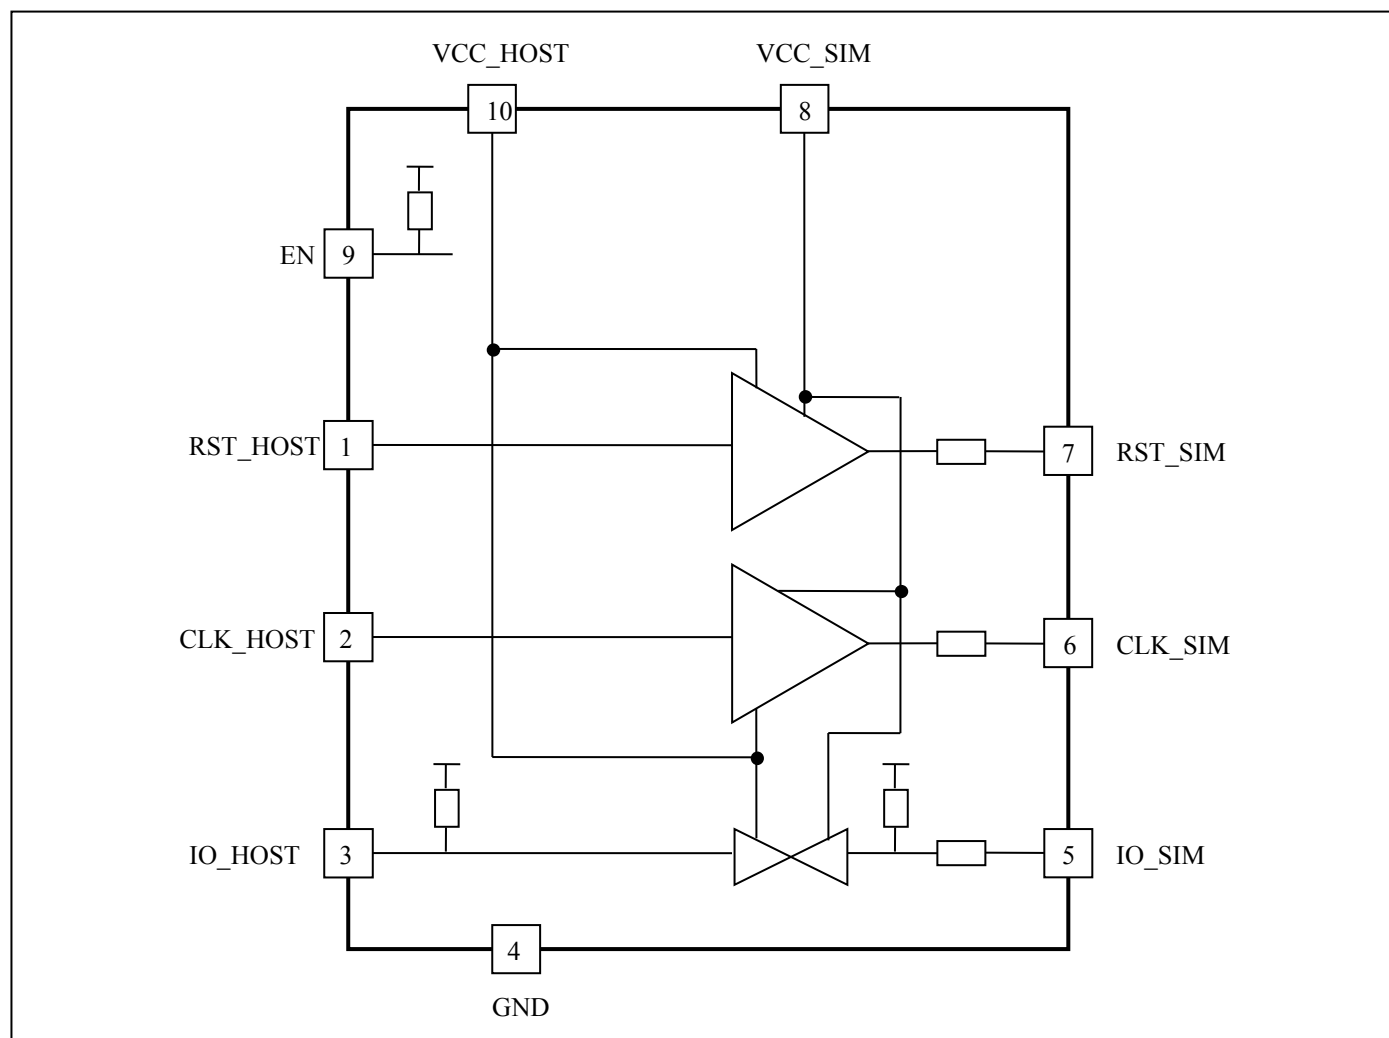 VCC_HOST VCC_SIM
10 8
EN 9
RST_HOST 1 7 RST_SIM
CLK_HOST 2 6 CLK_SIM
IO_HOST 3 5 IO_SIM
4
GND